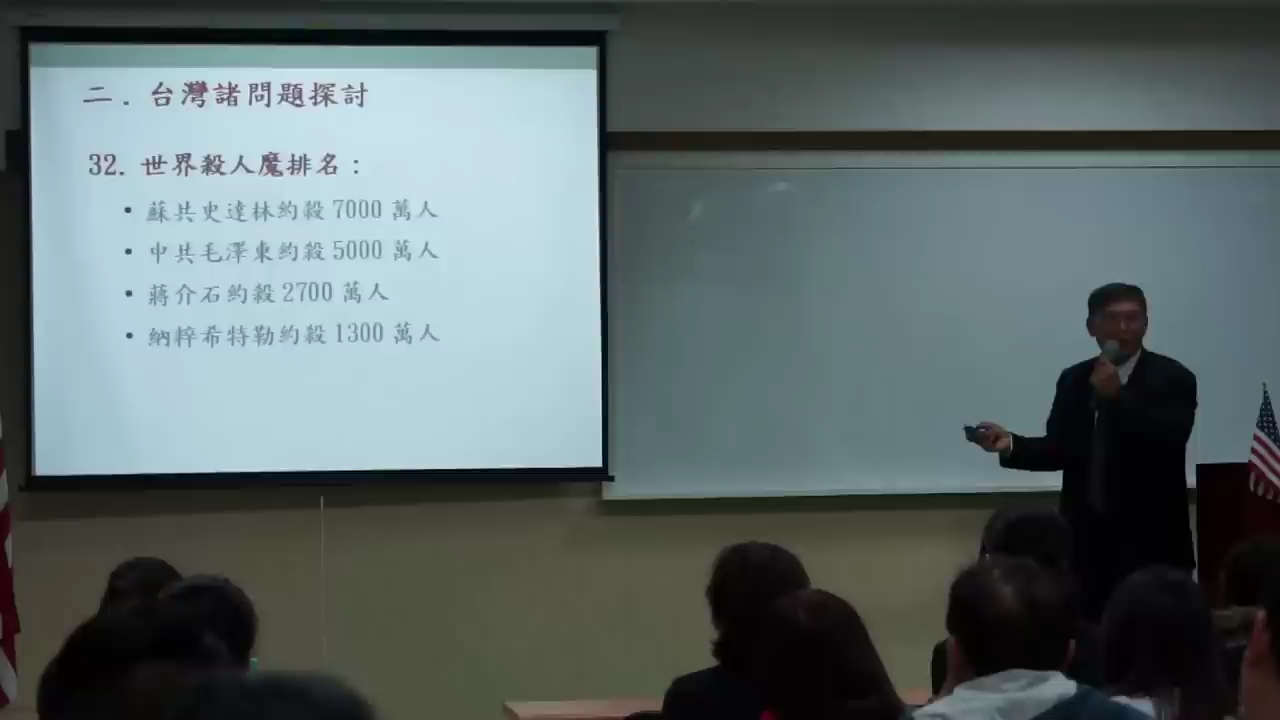 二. 台灣諸問題探討
32. 世界殺人魔排名：
• 蘇共史達林約殺 7000 萬人
• 中共毛澤東約殺 5000 萬人
• 蔣介石約殺 2700 萬人
• 納粹希特勒約殺 1300 萬人